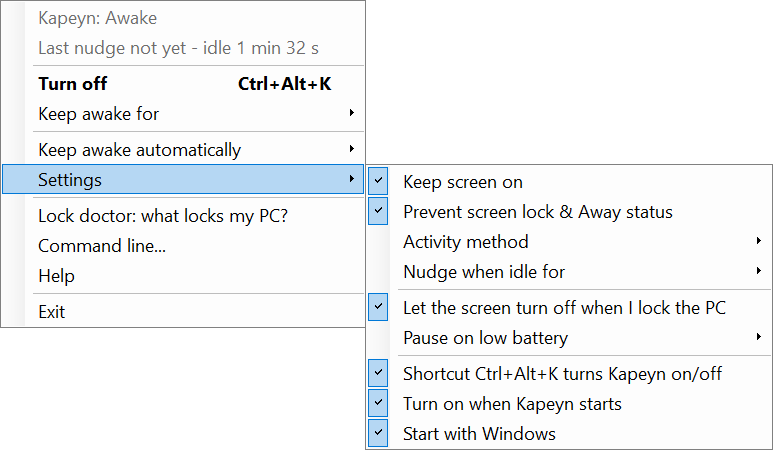 Kapeyn: Awake
Last nudge not yet - idle 1 min 32 s
Turn off Ctrl+Alt+K
Keep awake for
Keep awake automatically
Settings
Lock doctor: what locks my PC?
Command line...
Help
Exit
Keep screen on
Prevent screen lock & Away status
Activity method
Nudge when idle for
Let the screen turn off when I lock the PC
Pause on low battery
Shortcut Ctrl+Alt+K turns Kapeyn on/off
Turn on when Kapeyn starts
Start with Windows